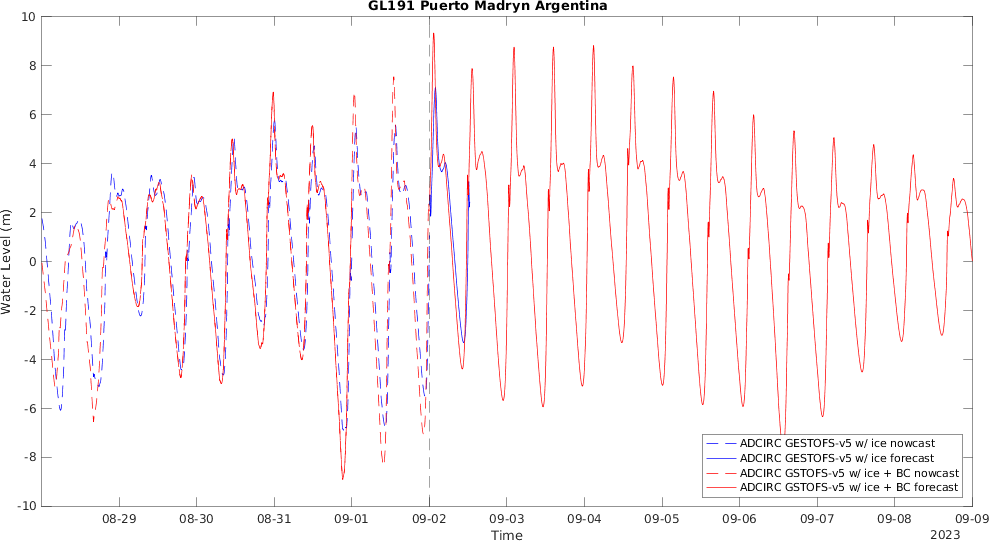 GL191 Puerto Madryn Argentina
10
8
6
4
2
0
-2
-4
-6
-8
-10
Water Level (m)
ADCIRC GESTOFS-v5 w/ ice nowcast
ADCIRC GESTOFS-v5 w/ ice forecast
ADCIRC GSTOFS-v5 w/ ice + BC nowcast
ADCIRC GSTOFS-v5 w/ ice + BC forecast
08-29 08-30 08-31 09-01 09-02 09-03 09-04 09-05 09-06 09-07 09-08 09-09
Time
2023